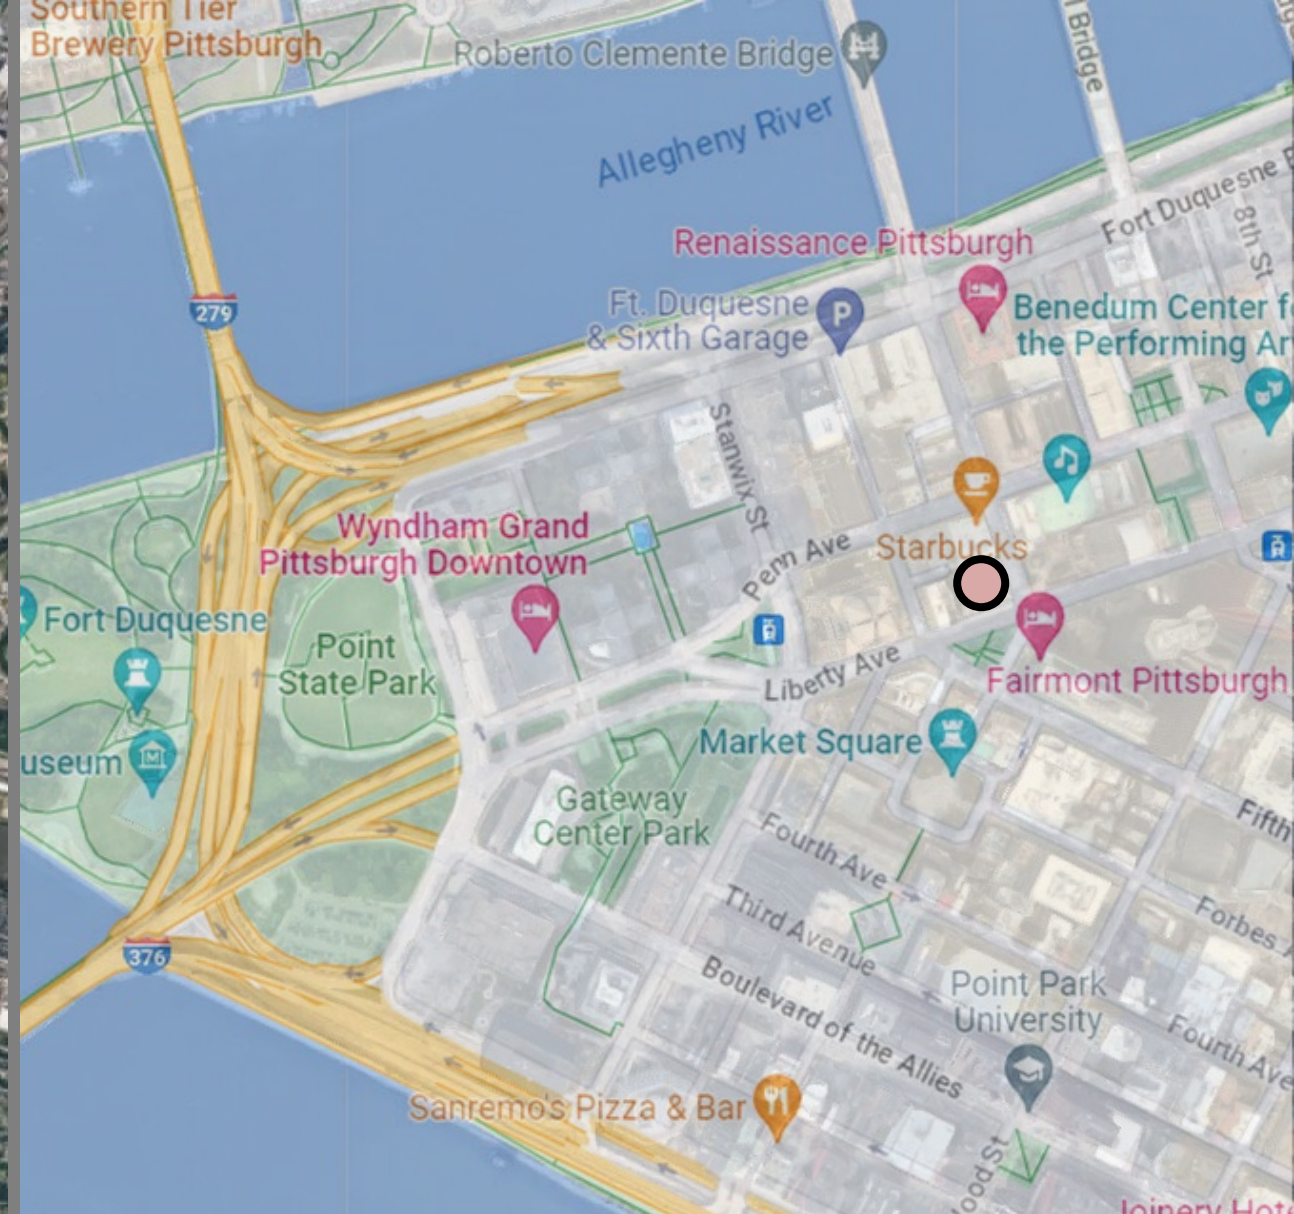 Southern Tier
Brewery Pittsburgh
Roberto Clemente Bridge
Bridge
Allegheny River
Fort Duquesne
8th St
Renaissance Pittsburgh
279
Ft. Duquesne
& Sixth Garage
P
Benedum Center
the Performing
Stanwix St
Wyndham Grand
Pittsburgh Downtown
Penn Ave
Starbucks
Fort Duquesne
Point
State Park
Liberty Ave
Fairmont Pittsburgh
Market Square
useum
Gateway
Center Park
Fifth
Fourth Ave
Third Avenue
Forbes
376
Boulevard of the Allies
Point Park
University
Fourth Ave
Sanremo's Pizza & Bar
ood St